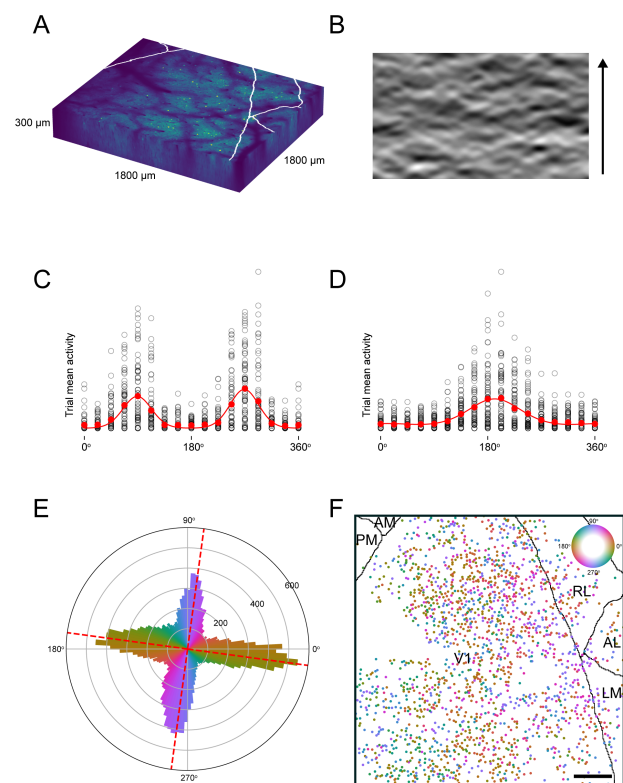 A
B
300 µm
1800 µm
1800 µm
C
D
Trial mean activity
0°
180°
360°
Trial mean activity
0°
180°
360°
E
F
90°
600
400
200
180°
0°
270°
AM
PM
90°
180°
0°
270°
RL
AL
V1
LM